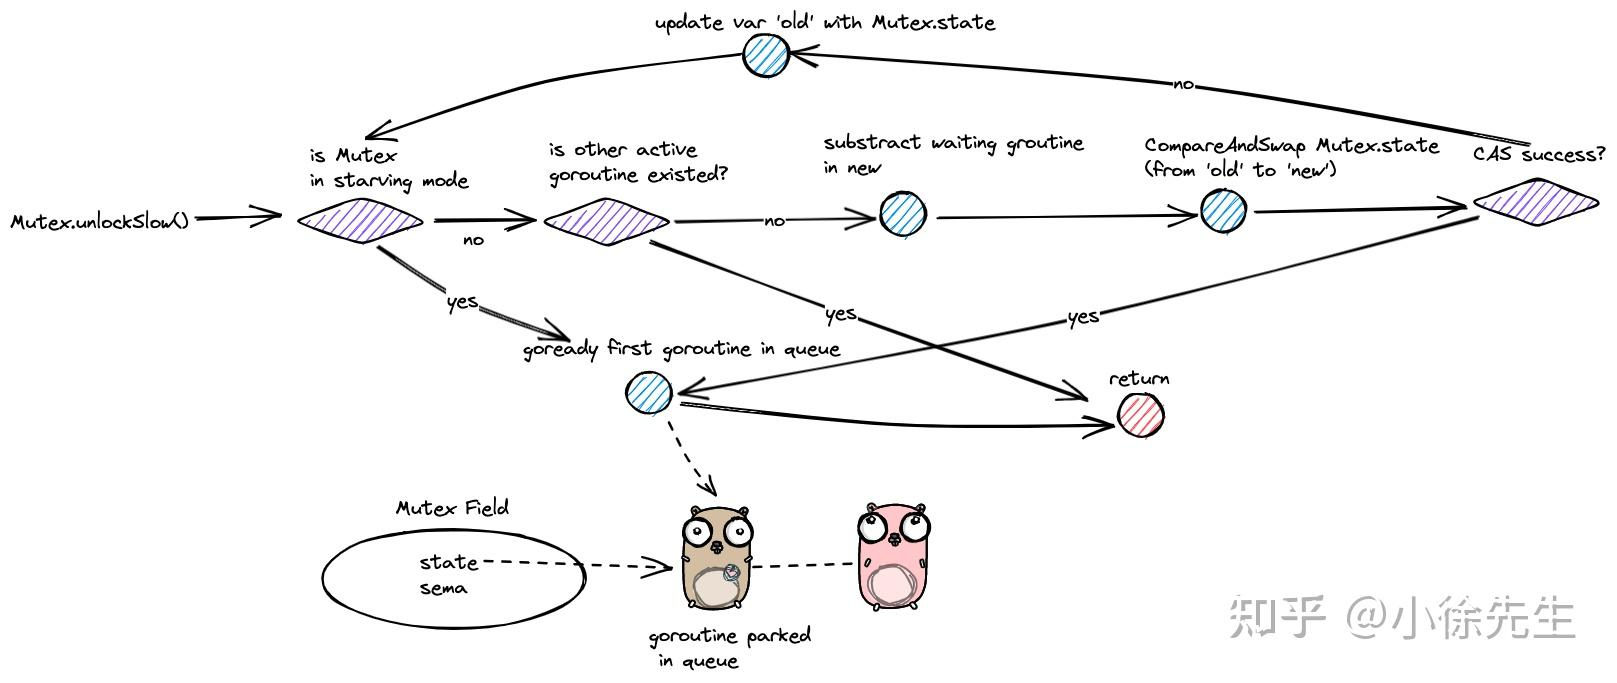 update var 'old' with Mutex.state
no
is Mutex
in starving mode
is other active
goroutine existed?
substract waiting groutine
in new
CompareAndSwap Mutex.state
(from 'old' to 'new')
CAS success?
Mutex.unlockSlow()
no
no
yes
yes
yes
goready first goroutine in queue
return
Mutex Field
state
sema
goroutine parked
in queue
知乎 @小徐先生